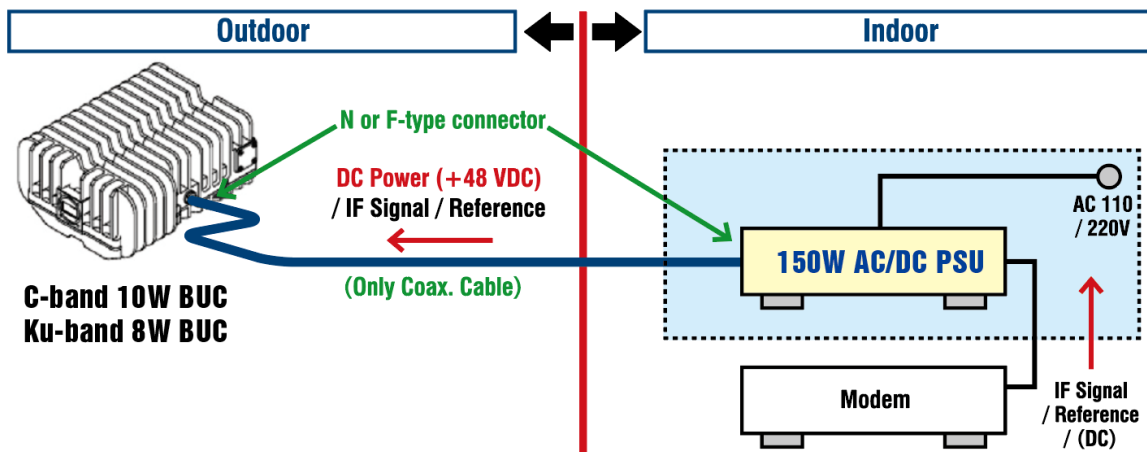 Outdoor
Indoor
N or F-type connector
DC Power (+48 VDC)
/ IF Signal / Reference
(Only Coax. Cable)
C-band 10W BUC
Ku-band 8W BUC
AC 110
/ 220V
150W AC/DC PSU
Modem
IF Signal
/ Reference
/ (DC)